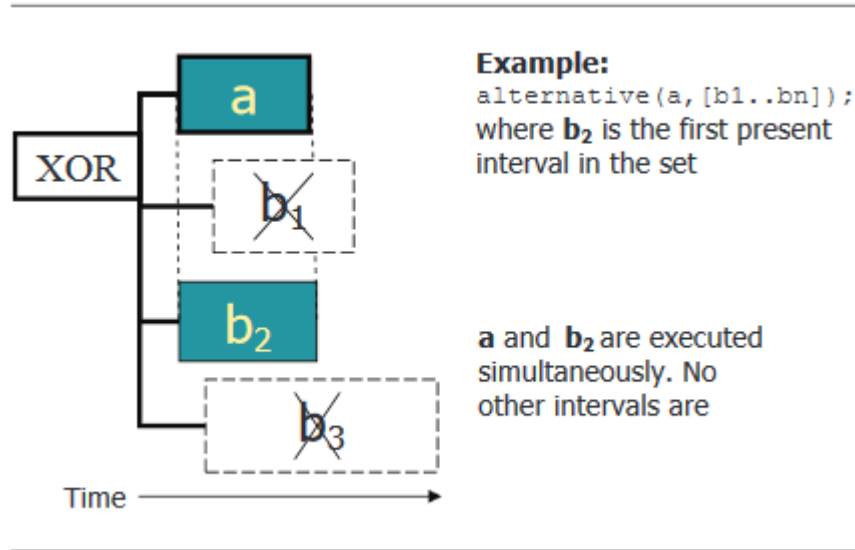 a
XOR
b1
b2
b3
Time
Example:
alternative(a,[b1..bn]);
where b2 is the first present
interval in the set
a and b2 are executed
simultaneously. No
other intervals are